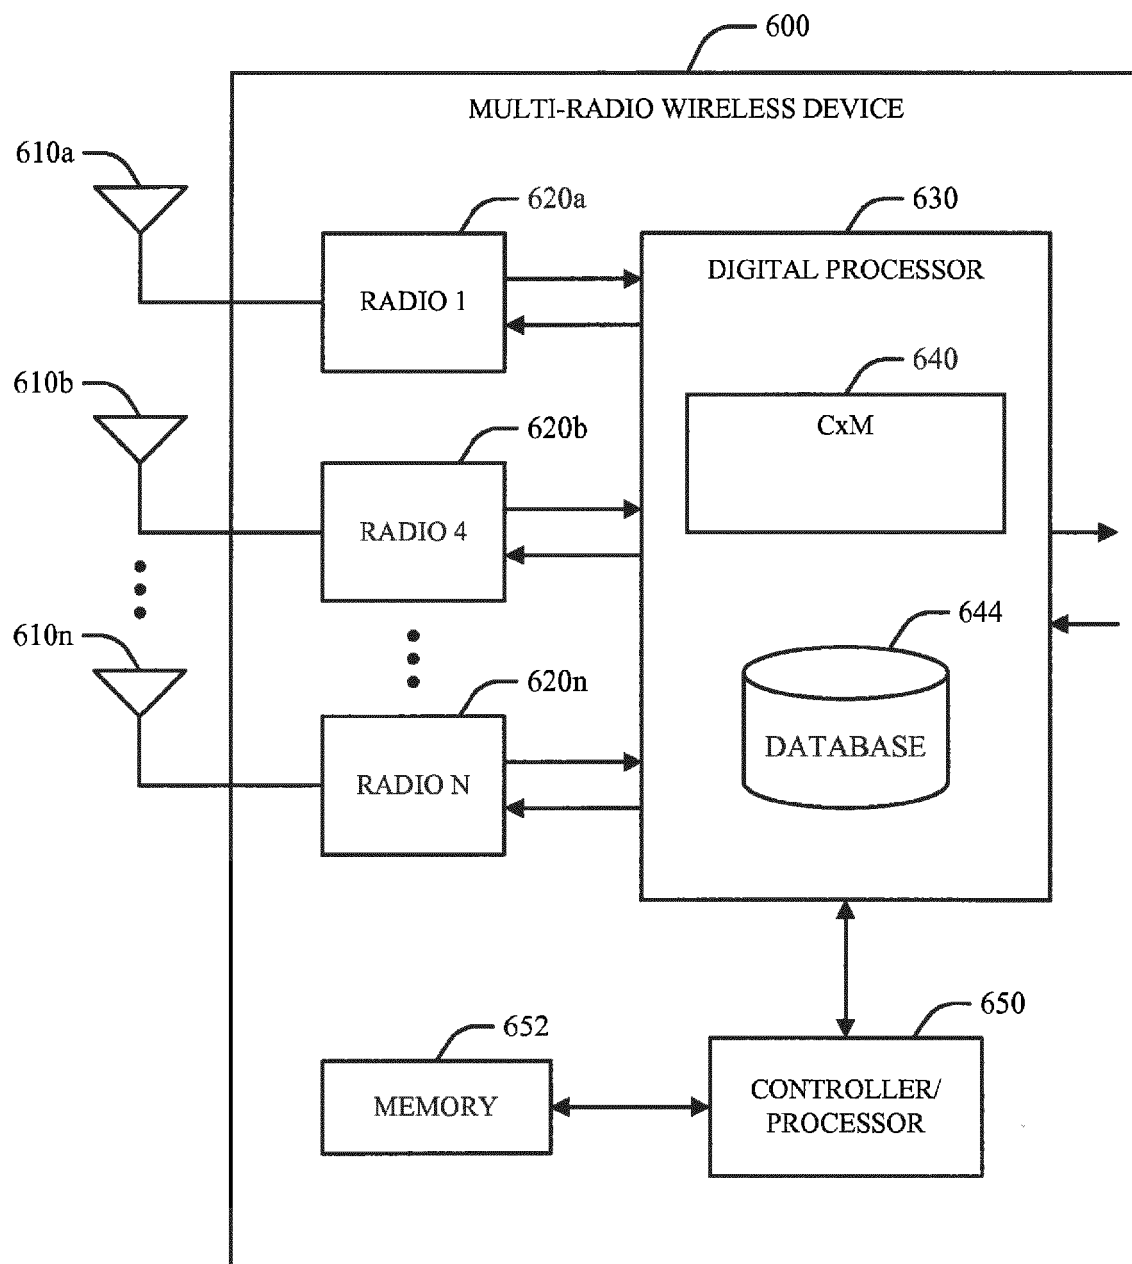 600
MULTI-RADIO WIRELESS DEVICE
610a
620a
630
RADIO 1
DIGITAL PROCESSOR
640
CxM
610b
620b
RADIO 4
644
DATABASE
610n
620n
RADIO N
652
MEMORY
650
CONTROLLER/
PROCESSOR